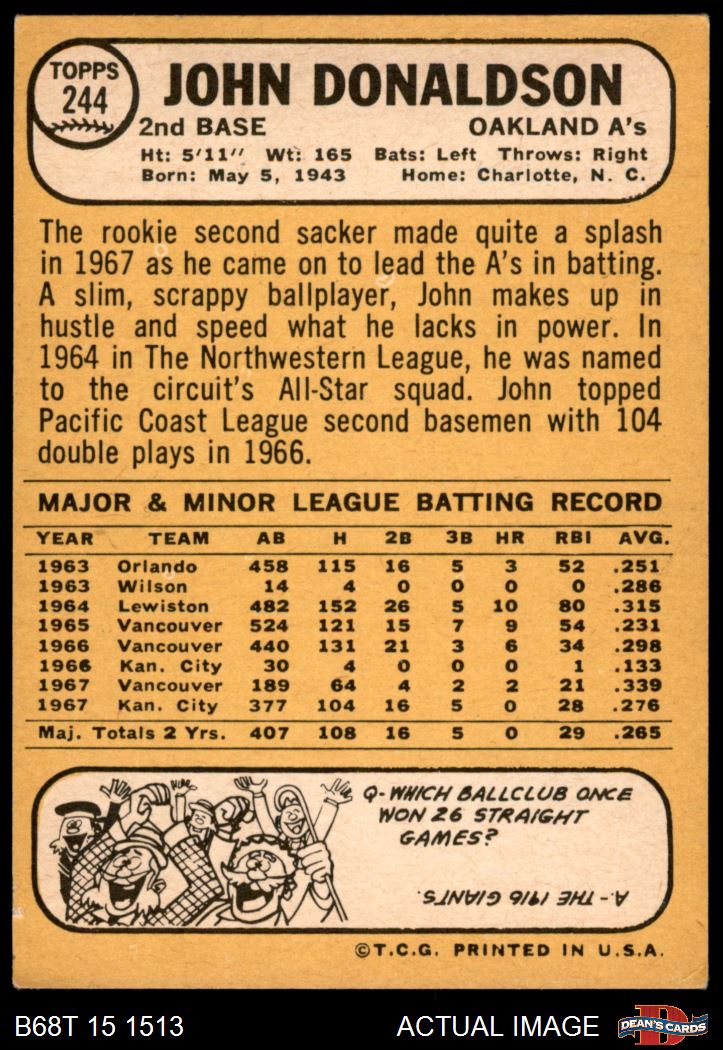 TOPPS
244
JOHN DONALDSON
2nd BASE OAKLAND A's
Ht: 5'11" Wt: 165 Bats: Left Throws: Right
Born: May 5, 1943 Home: Charlotte, N. C.
The rookie second sacker made quite a splash
in 1967 as he came on to lead the A's in batting.
A slim, scrappy ballplayer, John makes up in
hustle and speed what he lacks in power. In
1964 in The Northwestern League, he was named
to the circuit's All-Star squad. John topped
Pacific Coast League second basemen with 104
double plays in 1966.
MAJOR & MINOR LEAGUE BATTING RECORD
YEAR TEAM AB H 2B 3B HR RBI AVG.
1963 Orlando 458 115 16 5 3 52 .251
1963 Wilson 14 4 0 0 0 0 .286
1964 Lewiston 482 152 26 5 10 80 .315
1965 Vancouver 524 121 15 7 9 54 .231
1966 Vancouver 440 131 21 3 6 34 .298
1966 Kan. City 30 4 0 0 0 1 .133
1967 Vancouver 189 64 4 2 2 21 .339
1967 Kan. City 377 104 16 5 0 28 .276
Maj. Totals 2 Yrs. 407 108 16 5 0 29 .265
Q- WHICH BALLCLUB ONCE
WON 26 STRAIGHT
GAMES?
A.- THE 1916 GIANTS.
©T.C.G. PRINTED IN U.S.A.
B68T 15 1513 ACTUAL IMAGE
D
DEAN'S CARDS